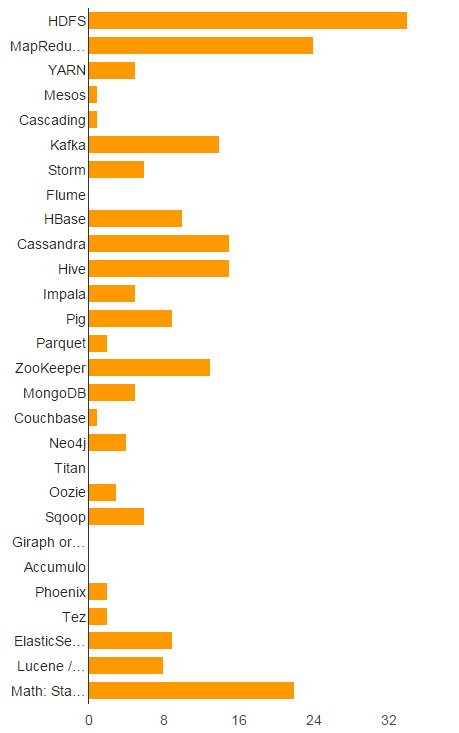 HDFS
MapRedu…
YARN
Mesos
Cascading
Kafka
Storm
Flume
HBase
Cassandra
Hive
Impala
Pig
Parquet
ZooKeeper
MongoDB
Couchbase
Neo4j
Titan
Oozie
Sqoop
Giraph or…
Accumulo
Phoenix
Tez
ElasticSe…
Lucene /…
Math: Sta…
0 8 16 24 32